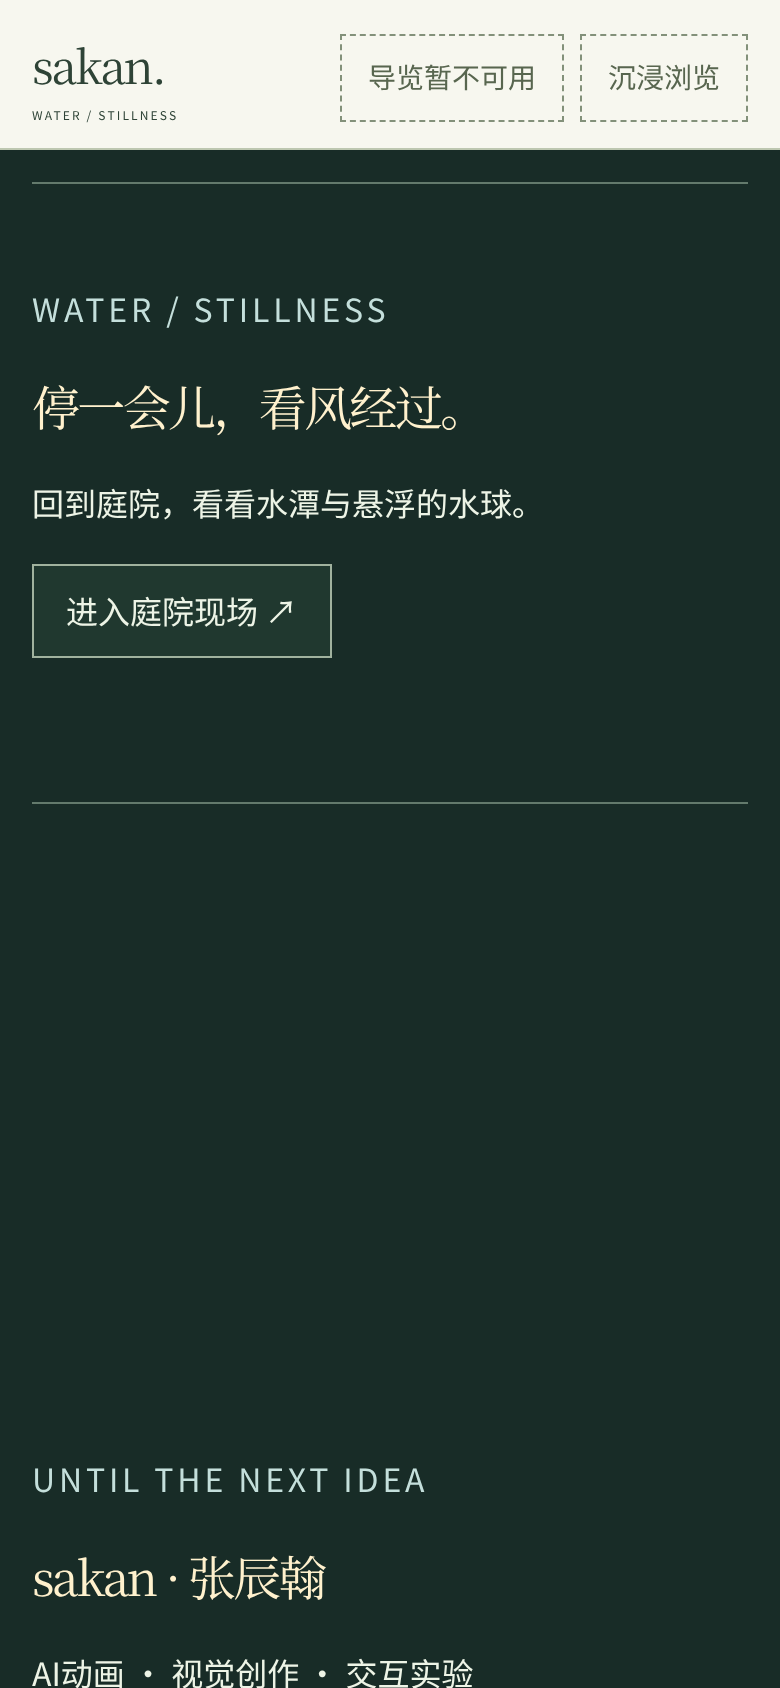 sakan.
WATER / STILLNESS
导览暂不可用
沉浸浏览
WATER / STILLNESS
停一会儿，看风经过。
回到庭院，看看水潭与悬浮的水球。
进入庭院现场 ↗
UNTIL THE NEXT IDEA
sakan · 张辰翰
AI动画 · 视觉创作 · 交互实验